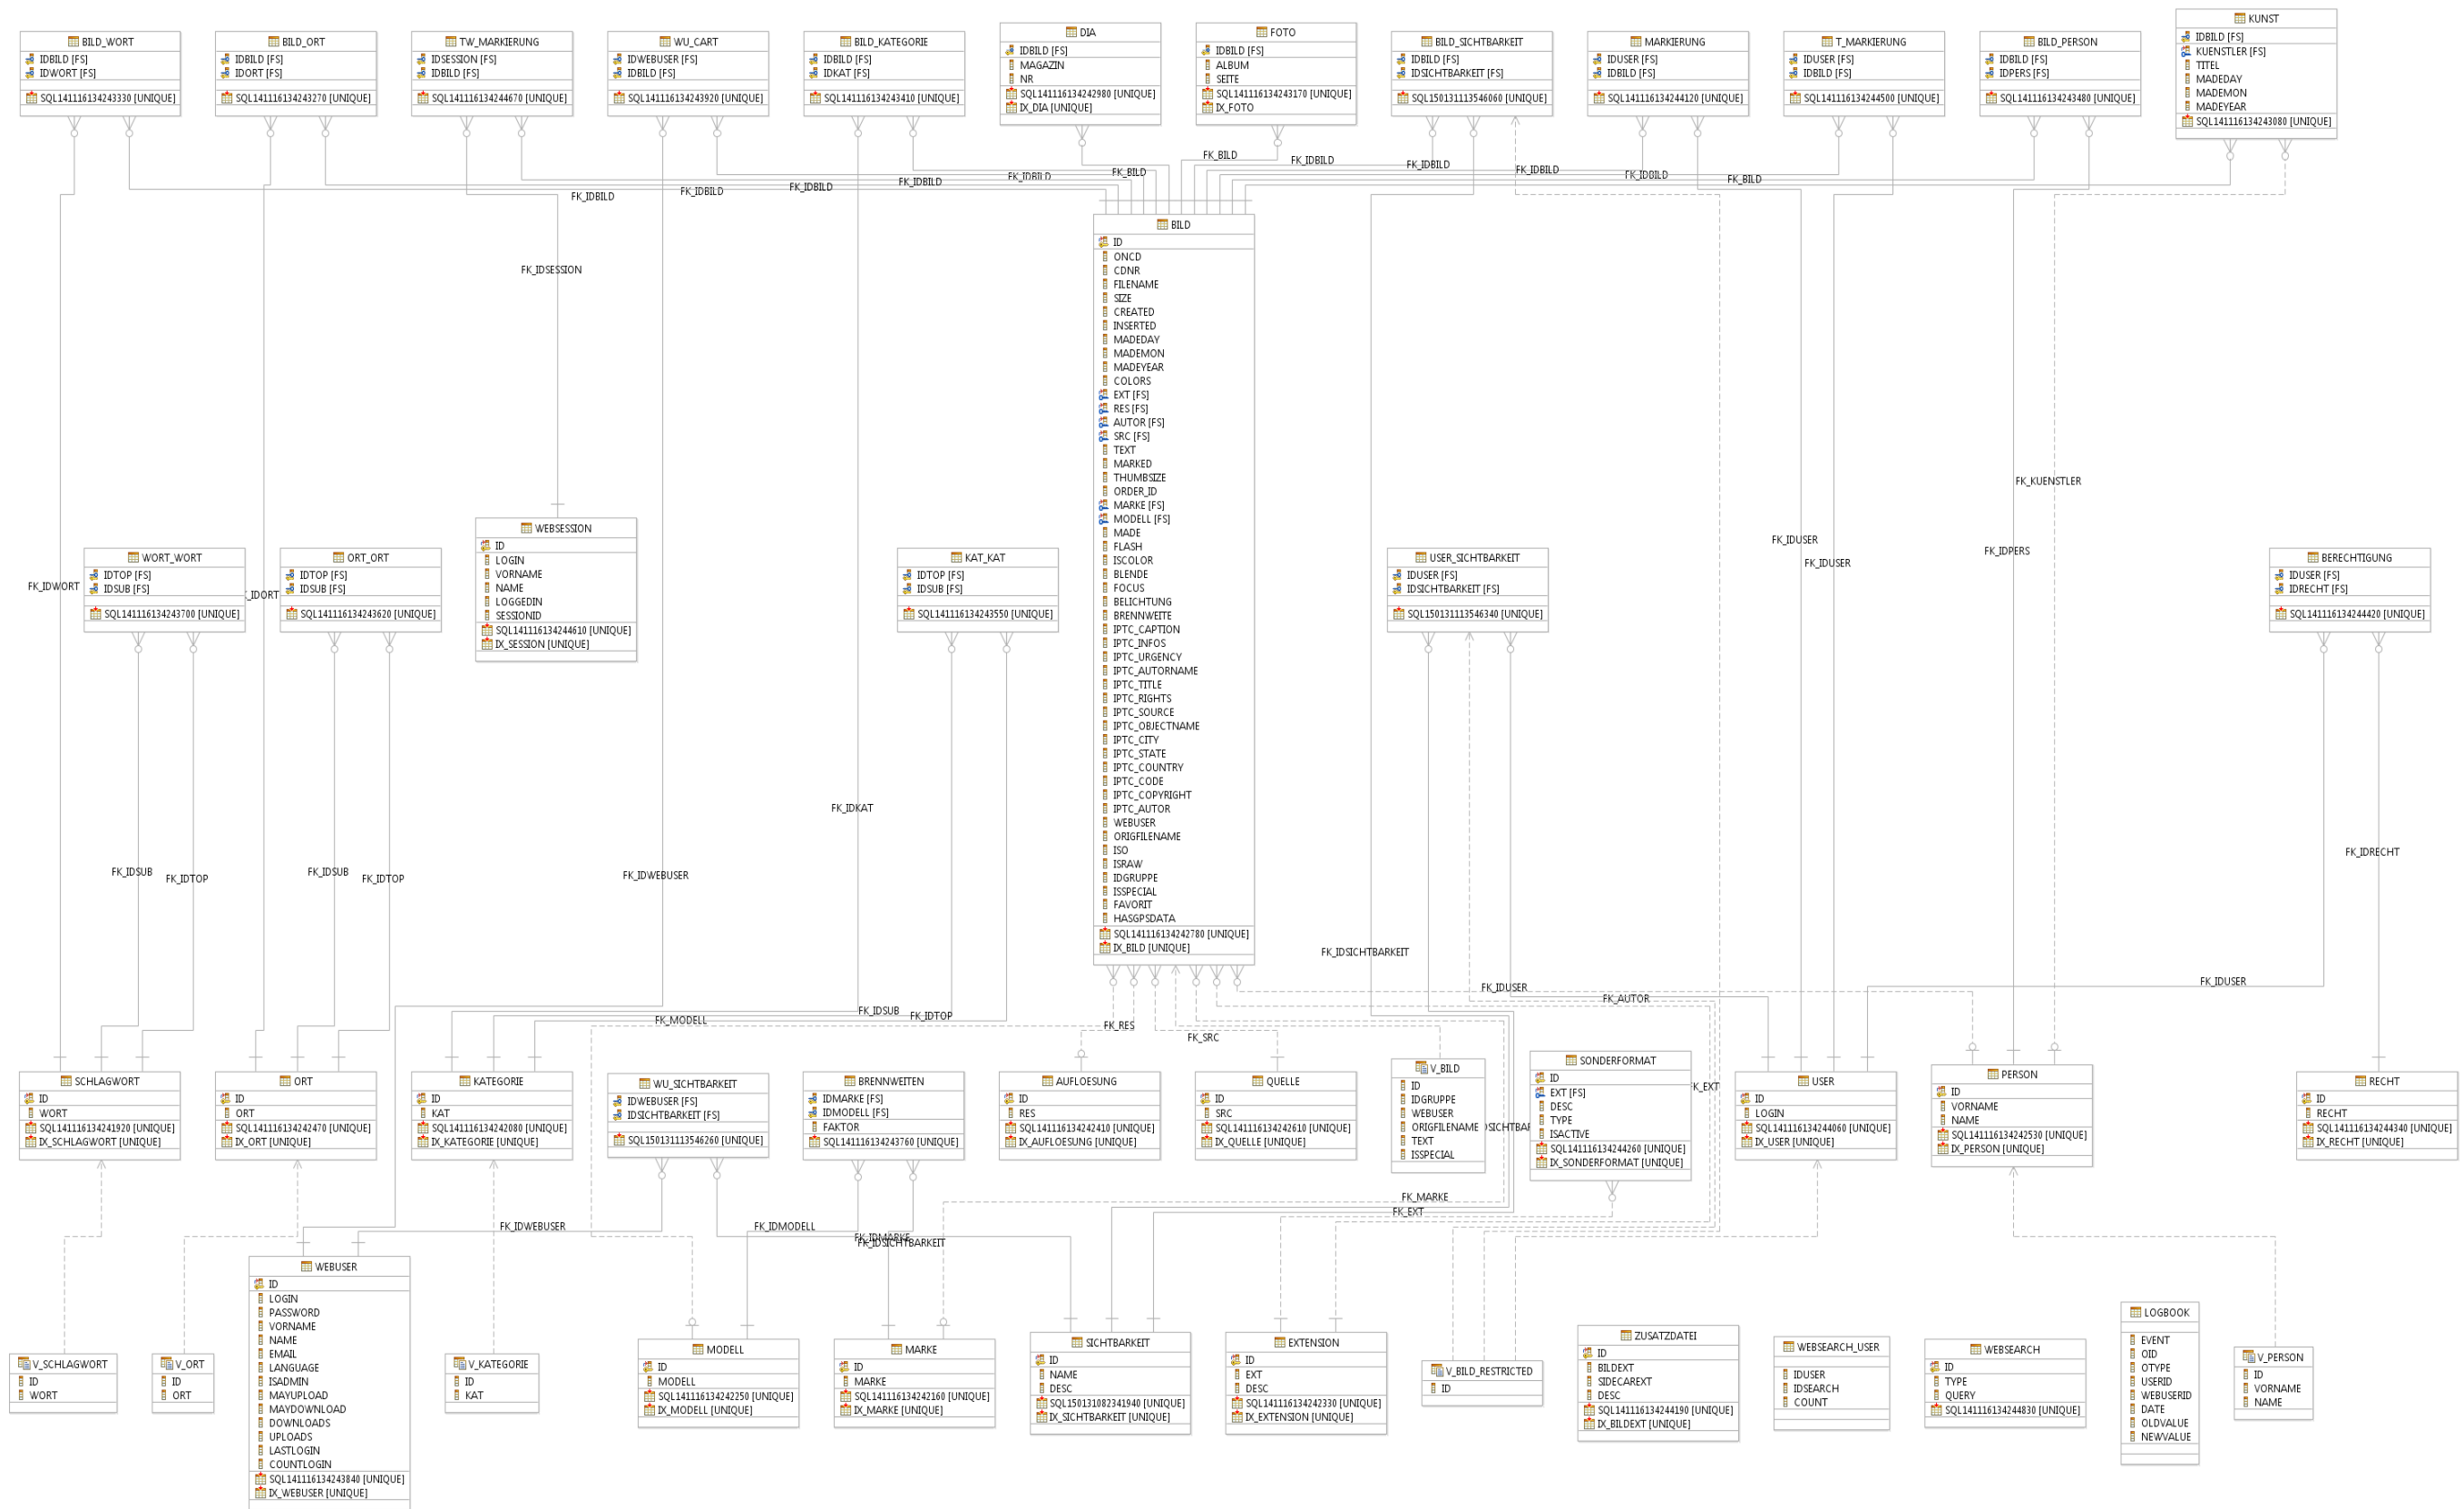 BILD_WORT
IDBILD [FS]
IDWORT [FS]
SQL141116134243330 [UNIQUE]
BILD_ORT
IDBILD [FS]
IDORT [FS]
SQL141116134243270 [UNIQUE]
TW_MARKIERUNG
IDSESSION [FS]
IDBILD [FS]
SQL141116134244670 [UNIQUE]
WU_CART
IDWEBUSER [FS]
IDBILD [FS]
SQL141116134243920 [UNIQUE]
BILD_KATEGORIE
IDBILD [FS]
IDKAT [FS]
SQL141116134243410 [UNIQUE]
DIA
IDBILD [FS]
MAGAZIN
NR
SQL141116134242980 [UNIQUE]
IX_DIA [UNIQUE]
FOTO
IDBILD [FS]
ALBUM
SEITE
SQL141116134243170 [UNIQUE]
IX_FOTO [UNIQUE]
BILD_SICHTBARKEIT
IDBILD [FS]
IDSICHTBARKEIT [FS]
SQL150131113546060 [UNIQUE]
MARKIERUNG
IDUSER [FS]
IDBILD [FS]
SQL141116134244120 [UNIQUE]
T_MARKIERUNG
IDUSER [FS]
IDBILD [FS]
SQL141116134244500 [UNIQUE]
BILD_PERSON
IDBILD [FS]
IDPERS [FS]
SQL141116134243480 [UNIQUE]
KUNST
IDBILD [FS]
KUENSTLER [FS]
TITEL
MADEDAY
MADEMON
MADEYEAR
SQL141116134243080 [UNIQUE]
FK_BILD
FK_IDBILD
FK_IDBILD
FK_BILD
FK_IDBILD
FK_IDBILD
FK_IDBILD
FK_BILD
FK_IDBILD
FK_IDBILD
FK_IDBILD
BILD
ID
ONCD
CDNR
FILENAME
SIZE
CREATED
INSERTED
MADEDAY
MADEMON
MADEYEAR
COLORS
EXT [FS]
RES [FS]
AUTOR [FS]
SRC [FS]
TEXT
MARKED
THUMBSIZE
ORDER_ID
MARKE [FS]
MODELL [FS]
MADE
FLASH
ISCOLOR
BLENDE
FOCUS
BELICHTUNG
BRENNWEITE
IPTC_CAPTION
IPTC_INFOS
IPTC_URGENCY
IPTC_AUTORNAME
IPTC_TITLE
IPTC_RIGHTS
IPTC_SOURCE
IPTC_OBJECTNAME
IPTC_CITY
IPTC_STATE
IPTC_COUNTRY
IPTC_CODE
IPTC_COPYRIGHT
IPTC_AUTOR
WEBUSER
ORIGFILENAME
ISO
ISRAW
IDGRUPPE
ISSPECIAL
FAVORIT
HASGPSDATA
SQL141116134242780 [UNIQUE]
IX_BILD [UNIQUE]
FK_IDSESSION
FK_KUENSTLER
FK_IDUSER
FK_IDPERS
FK_IDUSER
FK_IDWORT
WORT_WORT
IDTOP [FS]
IDSUB [FS]
SQL141116134243700 [UNIQUE]
_IDORT
ORT_ORT
IDTOP [FS]
IDSUB [FS]
SQL141116134243620 [UNIQUE]
WEBSESSION
ID
LOGIN
VORNAME
NAME
LOGGEDIN
SESSIONID
SQL141116134244610 [UNIQUE]
IX_SESSION [UNIQUE]
KAT_KAT
IDTOP [FS]
IDSUB [FS]
SQL141116134243550 [UNIQUE]
USER_SICHTBARKEIT
IDUSER [FS]
IDSICHTBARKEIT [FS]
SQL150131113546340 [UNIQUE]
BERECHTIGUNG
IDUSER [FS]
IDRECHT [FS]
SQL141116134244420 [UNIQUE]
FK_IDKAT
FK_IDRECHT
FK_IDSUB
FK_IDTOP
FK_IDSUB
FK_IDTOP
FK_IDWEBUSER
FK_IDSICHTBARKEIT
FK_IDUSER
FK_IDUSER
FK_AUTOR
FK_IDSUB
FK_IDTOP
FK_MODELL
FK_RES
FK_SRC
SCHLAGWORT
ID
WORT
SQL141116134241920 [UNIQUE]
IX_SCHLAGWORT [UNIQUE]
ORT
ID
ORT
SQL141116134242470 [UNIQUE]
IX_ORT [UNIQUE]
KATEGORIE
ID
KAT
SQL141116134242080 [UNIQUE]
IX_KATEGORIE [UNIQUE]
WU_SICHTBARKEIT
IDWEBUSER [FS]
IDSICHTBARKEIT [FS]
SQL150131113546260 [UNIQUE]
BRENNWEITEN
IDMARKE [FS]
IDMODELL [FS]
FAKTOR
SQL141116134243760 [UNIQUE]
AUFLOESUNG
ID
RES
SQL141116134242410 [UNIQUE]
IX_AUFLOESUNG [UNIQUE]
QUELLE
ID
SRC
SQL141116134242610 [UNIQUE]
IX_QUELLE [UNIQUE]
V_BILD
ID
IDGRUPPE
WEBUSER
ORIGFILENAME
TEXT
ISSPECIAL
SONDERFORMAT
ID
EXT [FS]
DESC
TYPE
ISACTIVE
SQL141116134244260 [UNIQUE]
IX_SONDERFORMAT [UNIQUE]
K_EXT
USER
ID
LOGIN
SQL141116134244060 [UNIQUE]
IX_USER [UNIQUE]
PERSON
ID
VORNAME
NAME
SQL141116134242530 [UNIQUE]
IX_PERSON [UNIQUE]
RECHT
ID
RECHT
SQL141116134244340 [UNIQUE]
IX_RECHT [UNIQUE]
FK_MARKE
FK_EXT
FK_IDWEBUSER
FK_IDMODELL
FK_IDMARKE
FK_IDSICHTBARKEIT
V_SCHLAGWORT
ID
WORT
V_ORT
ID
ORT
WEBUSER
ID
LOGIN
PASSWORD
VORNAME
NAME
EMAIL
LANGUAGE
ISADMIN
MAYUPLOAD
MAYDOWNLOAD
DOWNLOADS
UPLOADS
LASTLOGIN
COUNTLOGIN
SQL141116134243840 [UNIQUE]
IX_WEBUSER [UNIQUE]
V_KATEGORIE
ID
KAT
MODELL
ID
MODELL
SQL141116134242250 [UNIQUE]
IX_MODELL [UNIQUE]
MARKE
ID
MARKE
SQL141116134242160 [UNIQUE]
IX_MARKE [UNIQUE]
SICHTBARKEIT
ID
NAME
DESC
SQL150131082341940 [UNIQUE]
IX_SICHTBARKEIT [UNIQUE]
EXTENSION
ID
EXT
DESC
SQL141116134242330 [UNIQUE]
IX_EXTENSION [UNIQUE]
V_BILD_RESTRICTED
ID
ZUSATZDATEI
ID
BILDEXT
SIDECAREXT
DESC
SQL141116134244190 [UNIQUE]
IX_BILDEXT [UNIQUE]
WEBSEARCH_USER
IDUSER
IDSEARCH
COUNT
WEBSEARCH
ID
TYPE
QUERY
SQL141116134244830 [UNIQUE]
LOGBOOK
EVENT
OID
OTYPE
USERID
WEBUSERID
DATE
OLDVALUE
NEWVALUE
V_PERSON
ID
VORNAME
NAME